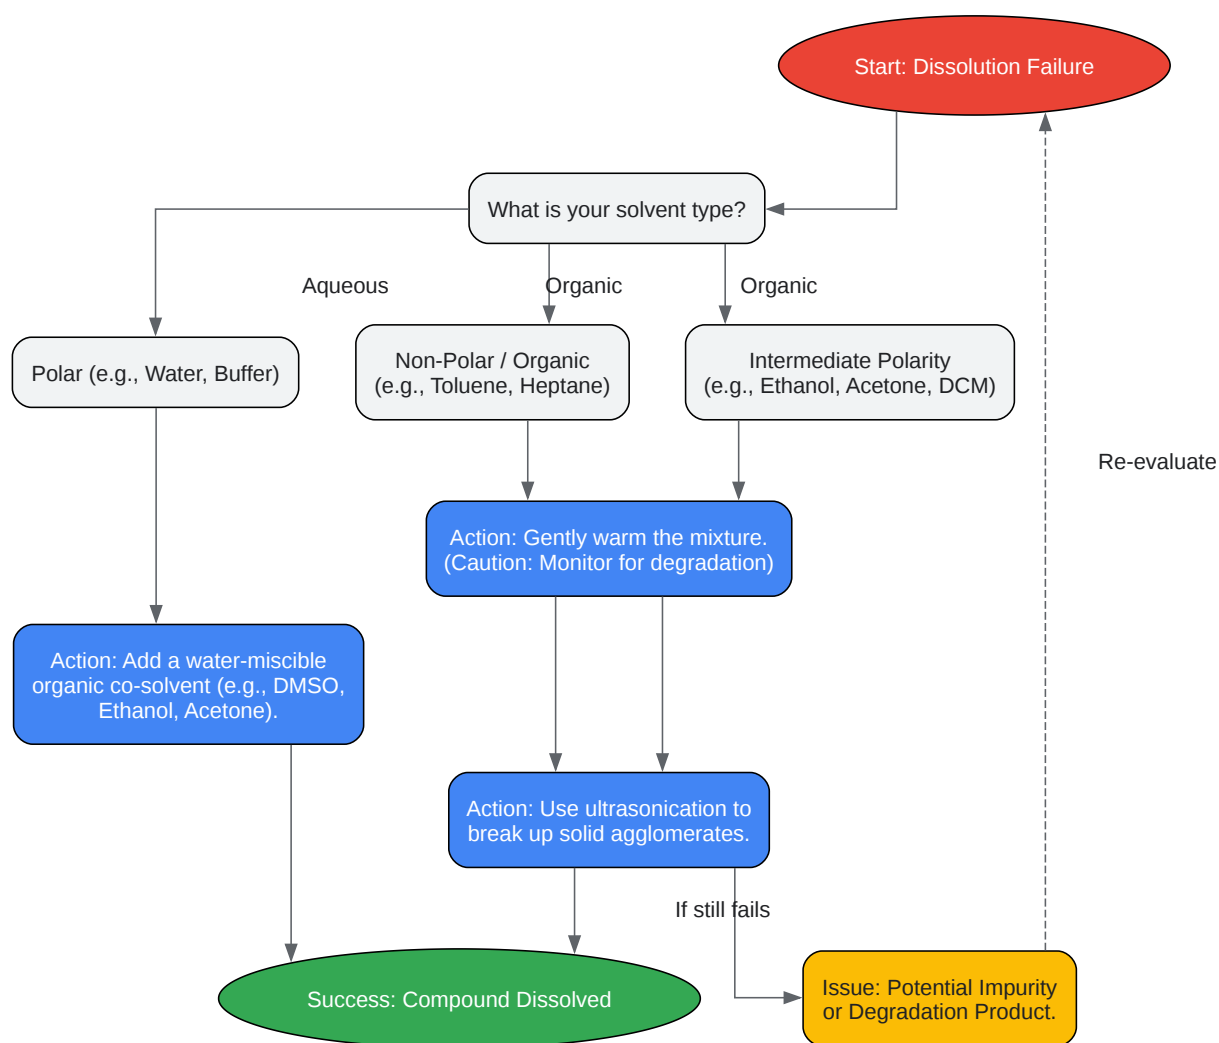 Start: Dissolution Failure
What is your solvent type?
Aqueous
Organic
Organic
Polar (e.g., Water, Buffer)
Non-Polar / Organic
(e.g., Toluene, Heptane)
Intermediate Polarity
(e.g., Ethanol, Acetone, DCM)
Re-evaluate
Action: Gently warm the mixture.
(Caution: Monitor for degradation)
Action: Add a water-miscible
organic co-solvent (e.g., DMSO,
Ethanol, Acetone).
Action: Use ultrasonication to
break up solid agglomerates.
If still fails
Success: Compound Dissolved
Issue: Potential Impurity
or Degradation Product.